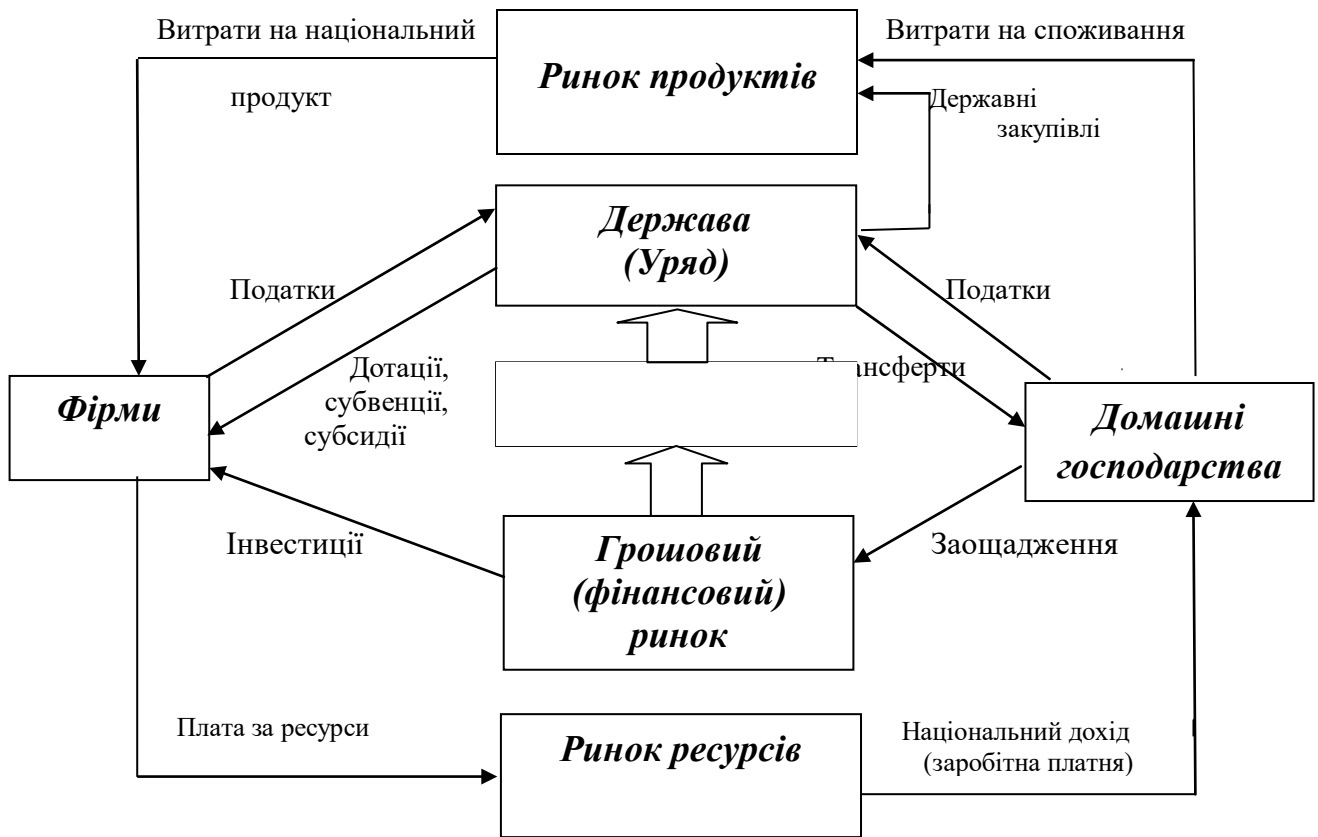 Витрати на національний
Витрати на споживання
Ринок продуктів
продукт
Державні
закупівлі
Держава
(Уряд)
Податки
Податки
Дотації,
субвенції,
субсидії
Фірми
Домашні
господарства
Інвестиції
Грошовий
(фінансовий)
ринок
Заощадження
Плата за ресурси
Ринок ресурсів
Національний дохід
(заробітна платня)